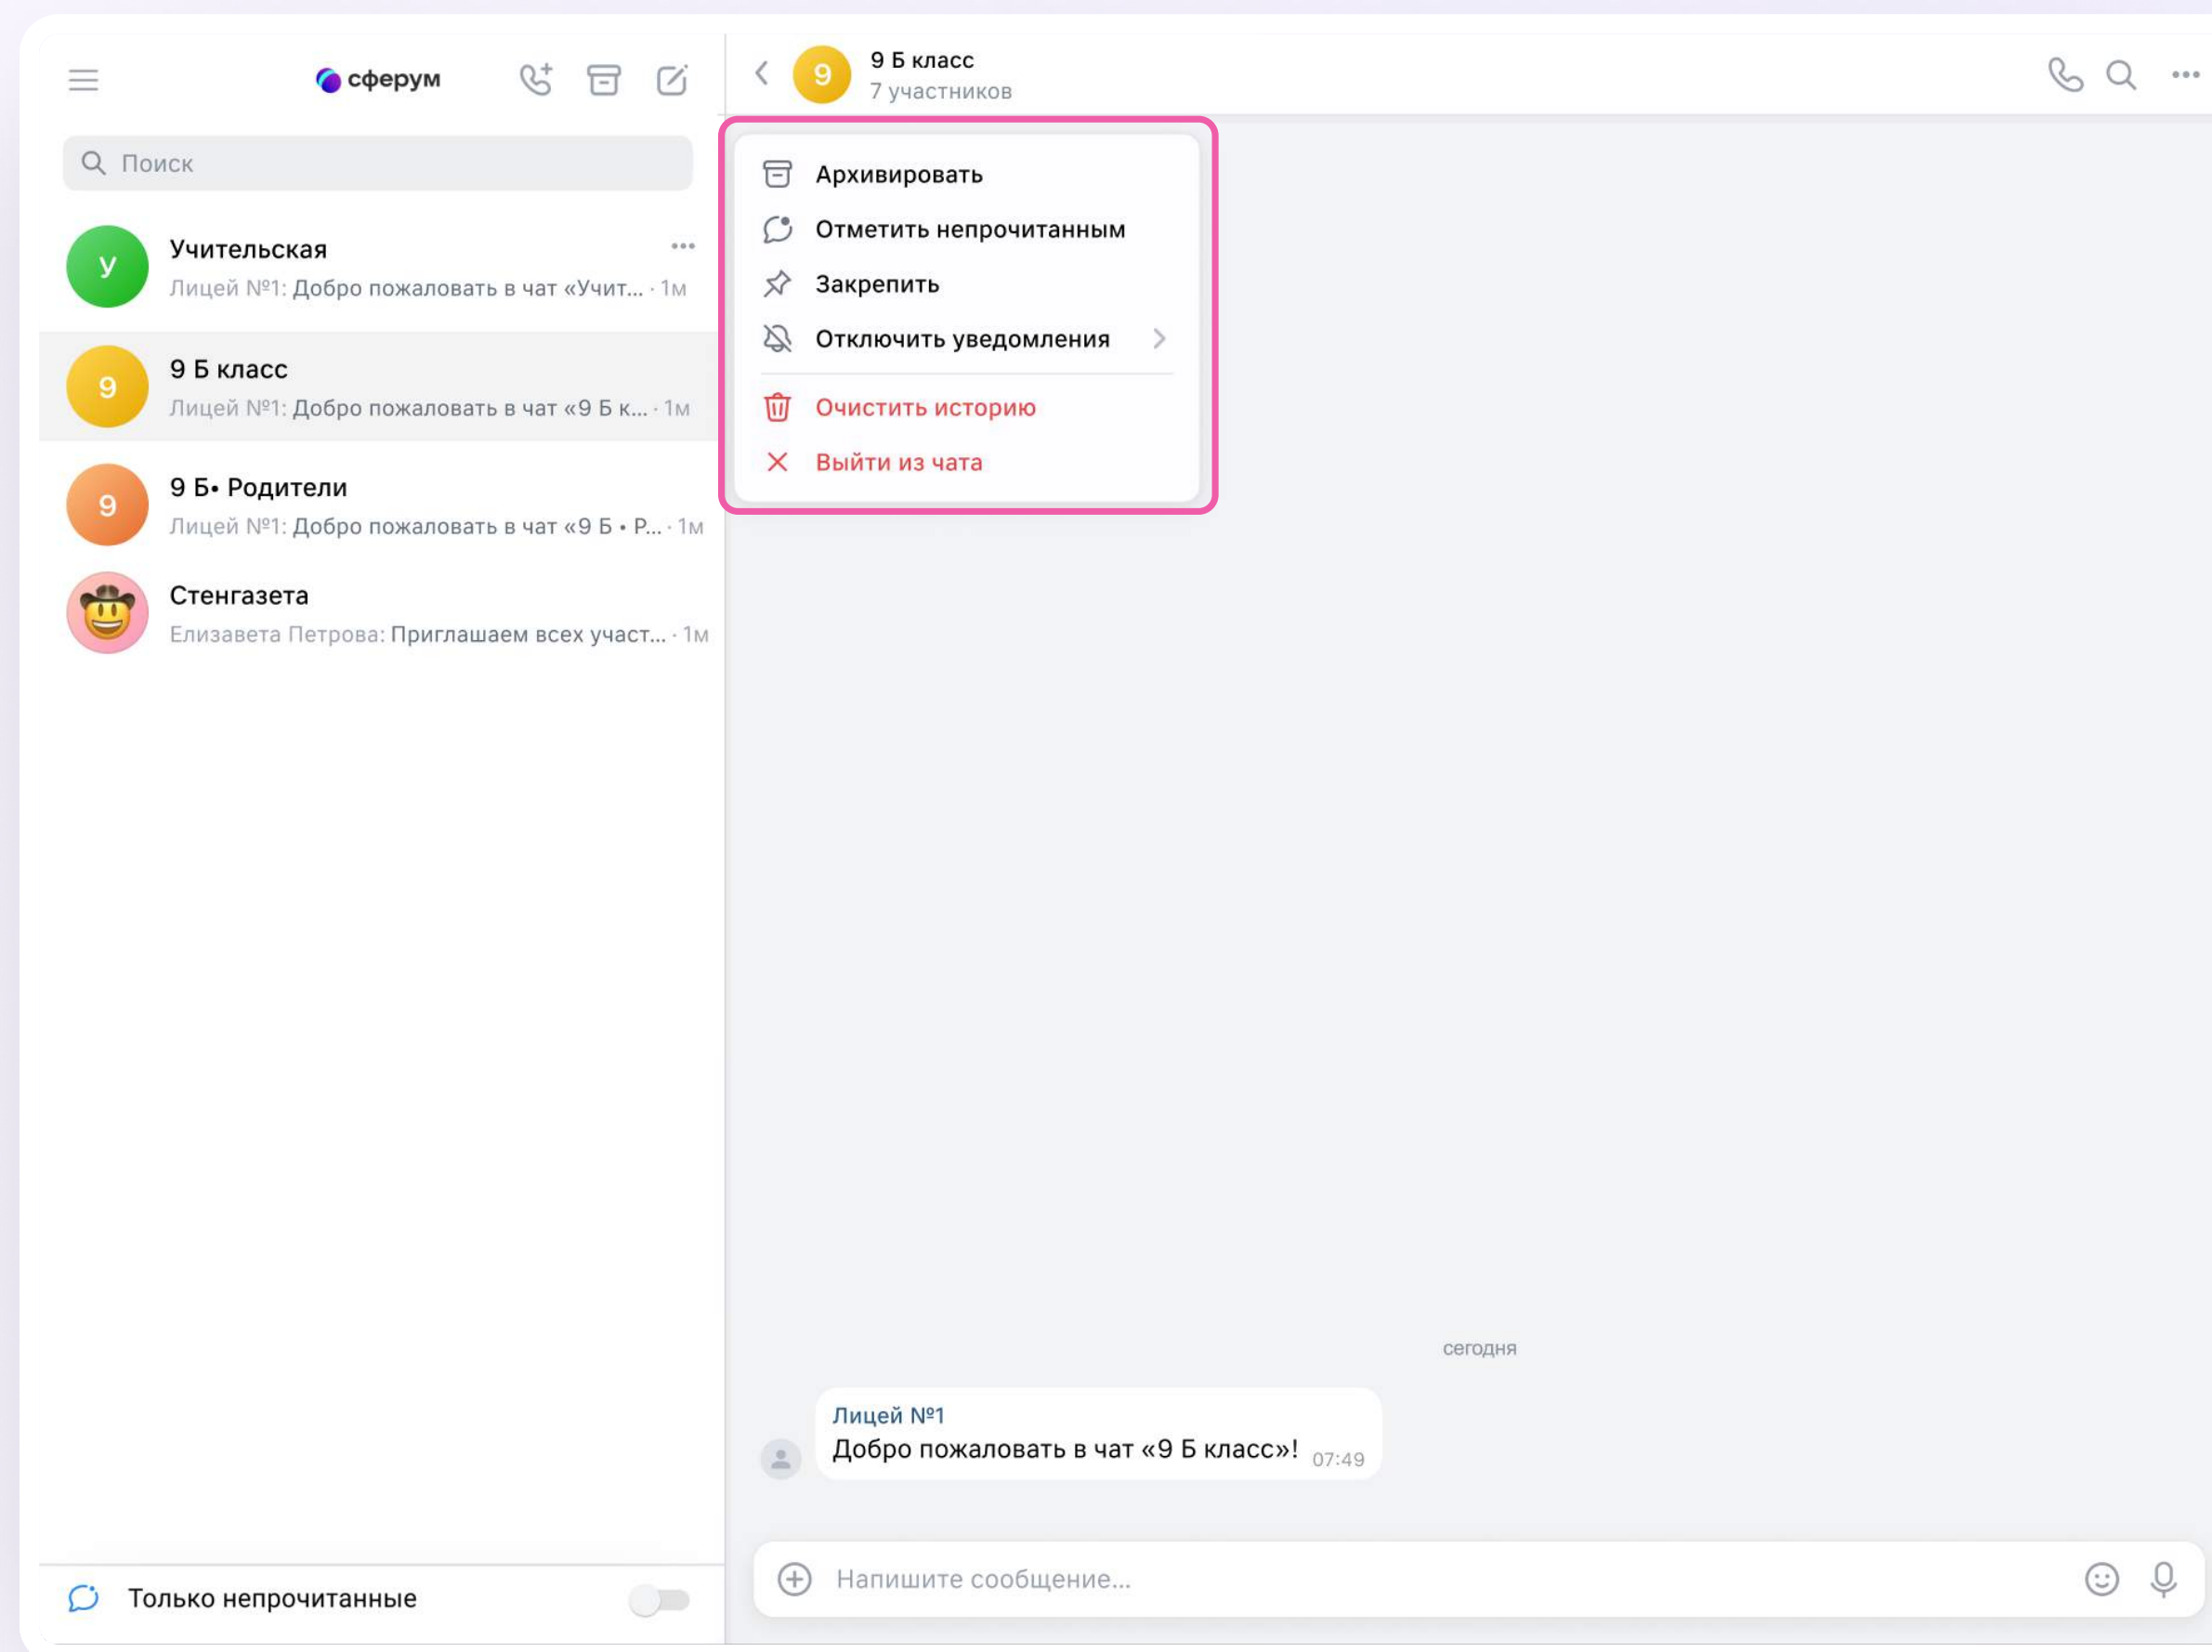 сферум
Поиск
У
Учительская
Лицей №1: Добро пожаловать в чат «Учит... · 1м
9
9 Б класс
Лицей №1: Добро пожаловать в чат «9 Б к... · 1м
9
9 Б• Родители
Лицей №1: Добро пожаловать в чат «9 Б • Р... · 1м
Стенгазета
Елизавета Петрова: Приглашаем всех участ... · 1м
Только непрочитанные
9
9 Б класс
7 участников
Архивировать
Отметить непрочитанным
Закрепить
Отключить уведомления
Очистить историю
Выйти из чата
сегодня
Лицей №1
Добро пожаловать в чат «9 Б класс»! 07:49
Напишите сообщение...